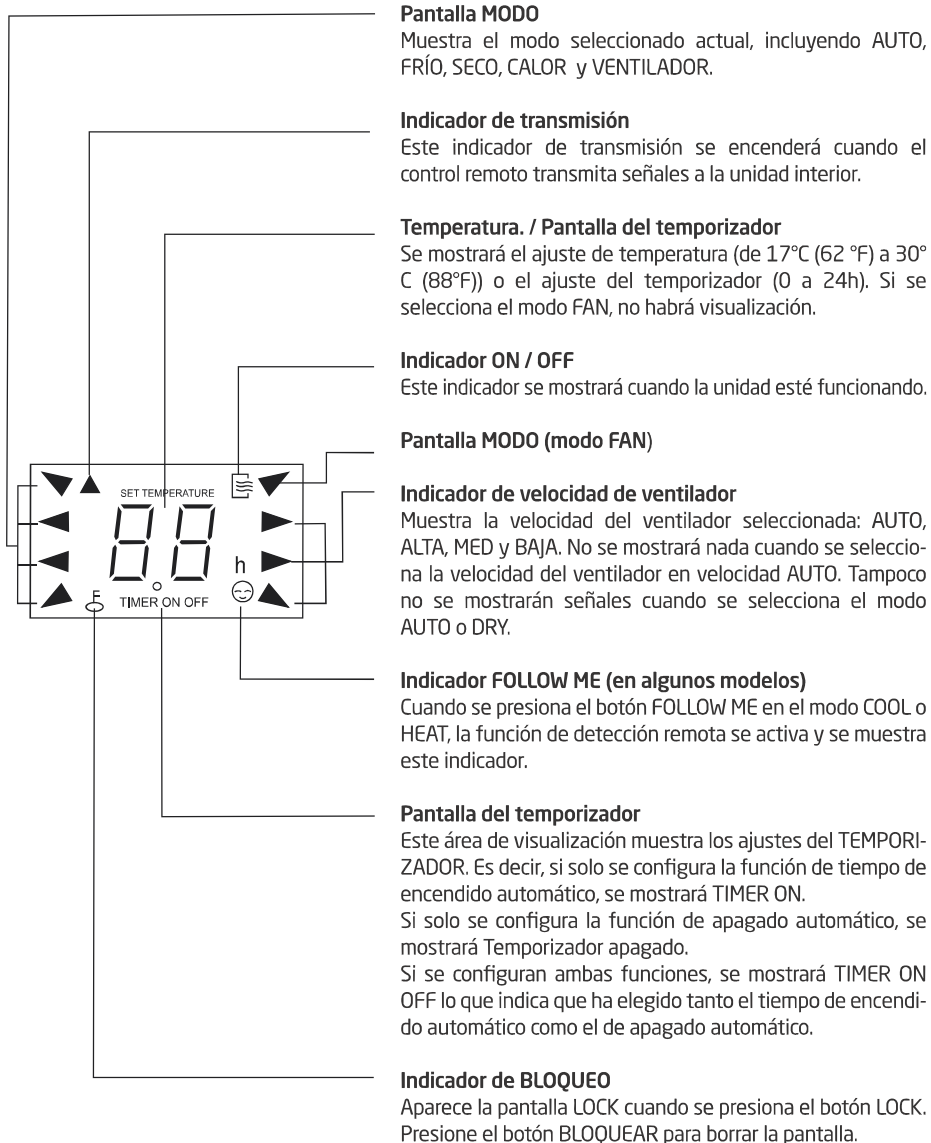 Pantalla MODO
Muestra el modo seleccionado actual, incluyendo AUTO,
FRÍO, SECO, CALOR y VENTILADOR.
Indicador de transmisión
Este indicador de transmisión se encenderá cuando el
control remoto transmita señales a la unidad interior.
Temperatura. / Pantalla del temporizador
Se mostrará el ajuste de temperatura (de 17°C (62 °F) a 30°
C (88°F)) o el ajuste del temporizador (0 a 24h). Si se
selecciona el modo FAN, no habrá visualización.
Indicador ON / OFF
Este indicador se mostrará cuando la unidad esté funcionando.
Pantalla MODO (modo FAN)
SET TEMPERATURE
88
h
TIMER ON OFF
Indicador de velocidad de ventilador
Muestra la velocidad del ventilador seleccionada: AUTO,
ALTA, MED y BAJA. No se mostrará nada cuando se seleccio-
na la velocidad del ventilador en velocidad AUTO. Tampoco
no se mostrarán señales cuando se selecciona el modo
AUTO o DRY.
Indicador FOLLOW ME (en algunos modelos)
Cuando se presiona el botón FOLLOW ME en el modo COOL o
HEAT, la función de detección remota se activa y se muestra
este indicador.
Pantalla del temporizador
Este área de visualización muestra los ajustes del TEMPORI-
ZADOR. Es decir, si solo se configura la función de tiempo de
encendido automático, se mostrará TIMER ON.
Si solo se configura la función de apagado automático, se
mostrará Temporizador apagado.
Si se configuran ambas funciones, se mostrará TIMER ON
OFF lo que indica que ha elegido tanto el tiempo de encendi-
do automático como el de apagado automático.
Indicador de BLOQUEO
Aparece la pantalla LOCK cuando se presiona el botón LOCK.
Presione el botón BLOQUEAR para borrar la pantalla.